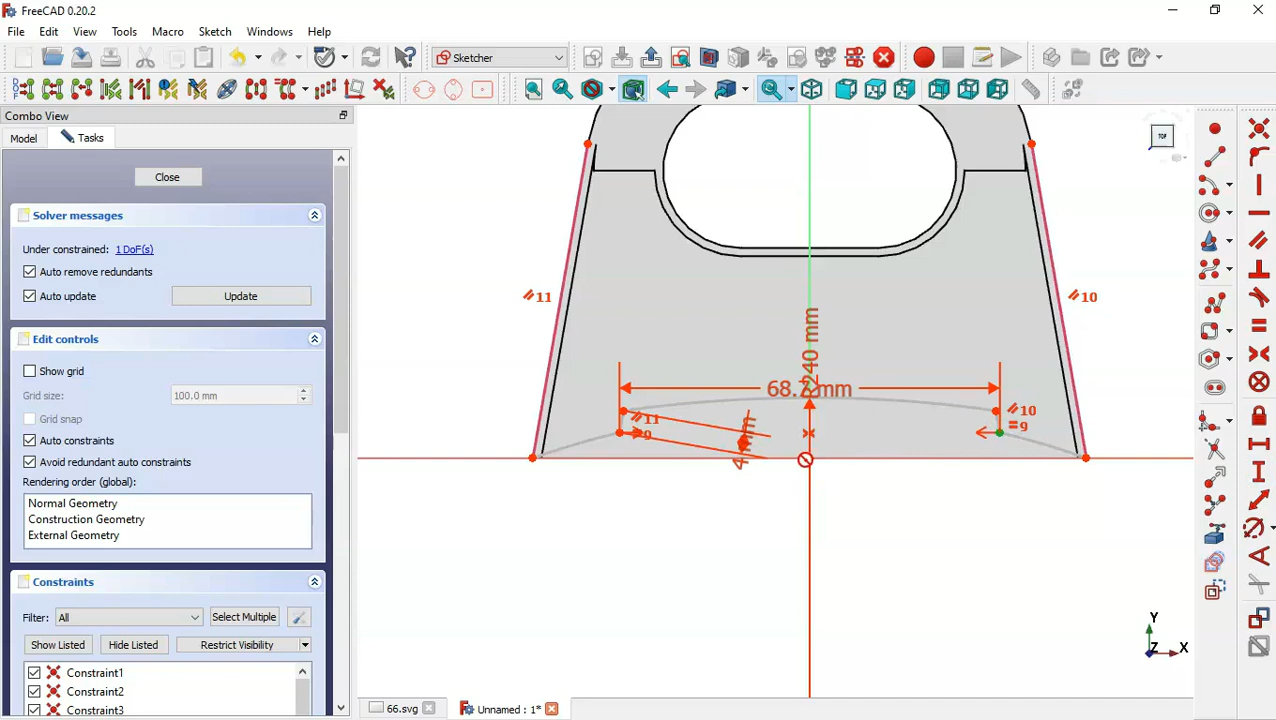 FreeCAD 0.20.2
File Edit View Tools Macro Sketch Windows Help
Sketcher
Combo View
Model Tasks
Close
Solver messages
Under constrained: 1 DoF(s)
Auto remove redundants
Auto update Update
Edit controls
Show grid
Grid size: 100.0 mm
Grid snap
Auto constraints
Avoid redundant auto constraints
Rendering order (global):
Normal Geometry
Construction Geometry
External Geometry
Constraints
Filter: All Select Multiple
Show Listed Hide Listed Restrict Visibility
Constraint1
Constraint2
Constraint3
TOP
11
10
240 mm
11
9
10
9
Y
Z X
66.svg Unnamed : 1*